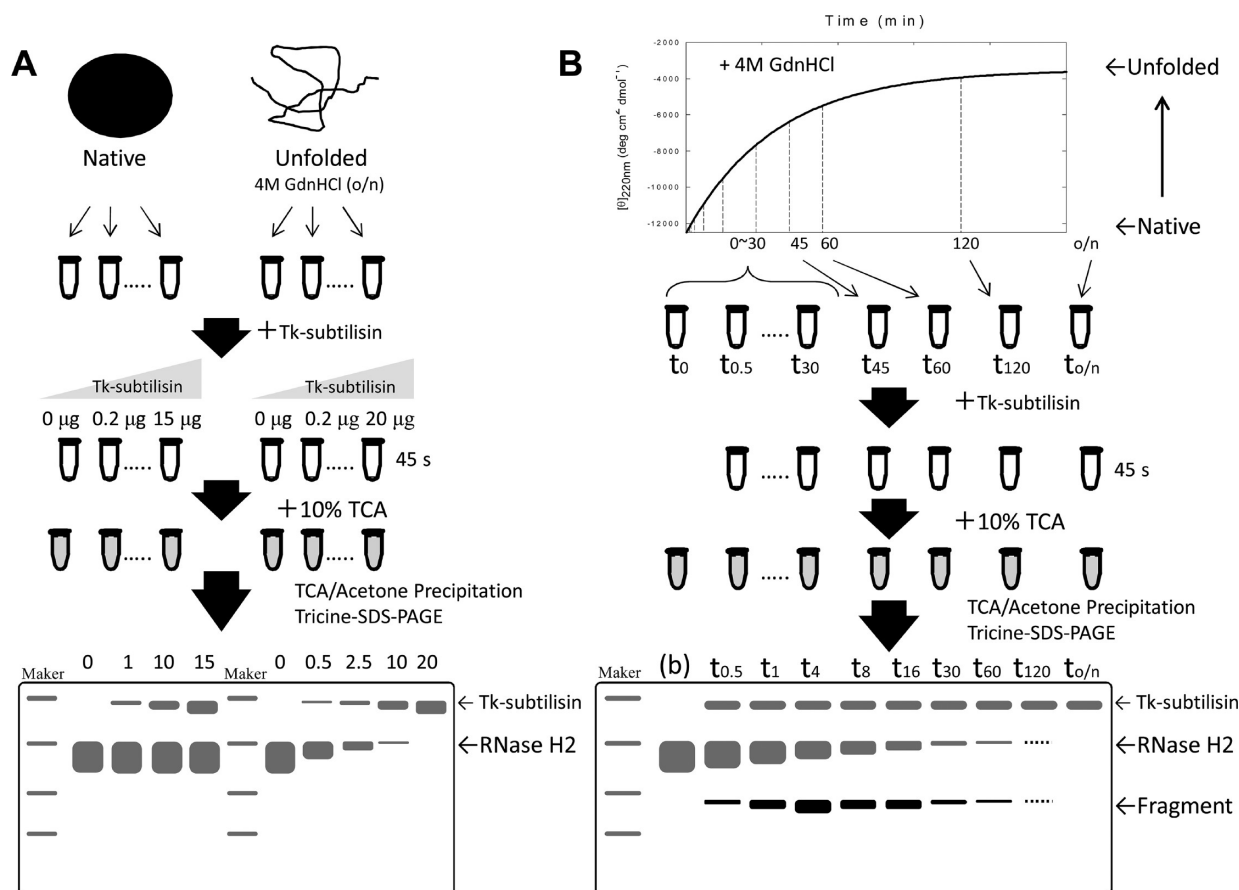 A
Native
Unfolded
4M GdnHCl (o/n)
.....
.....
+Tk-subtilisin
Tk-subtilisin
Tk-subtilisin
0 µg 0.2 µg 15 µg
0 µg 0.2 µg 20 µg
.....
.....
45 s
+10% TCA
.....
.....
TCA/Acetone Precipitation
Tricine-SDS-PAGE
Maker 0 1 10 15 Maker 0 0.5 2.5 10 20
←Tk-subtilisin
←RNase H2
B
Time (min)
[θ]220nm (deg cm² dmol⁻¹)
-2000
-4000
-6000
-8000
-10000
-12000
+ 4M GdnHCl
←Unfolded
←Native
0~30 45 60 120 o/n
.....
t0 t0.5 t30 t45 t60 t120 to/n
+Tk-subtilisin
.....
45 s
+10% TCA
.....
TCA/Acetone Precipitation
Tricine-SDS-PAGE
Maker (b) t0.5 t1 t4 t8 t16 t30 t60 t120 to/n
←Tk-subtilisin
←RNase H2
←Fragment